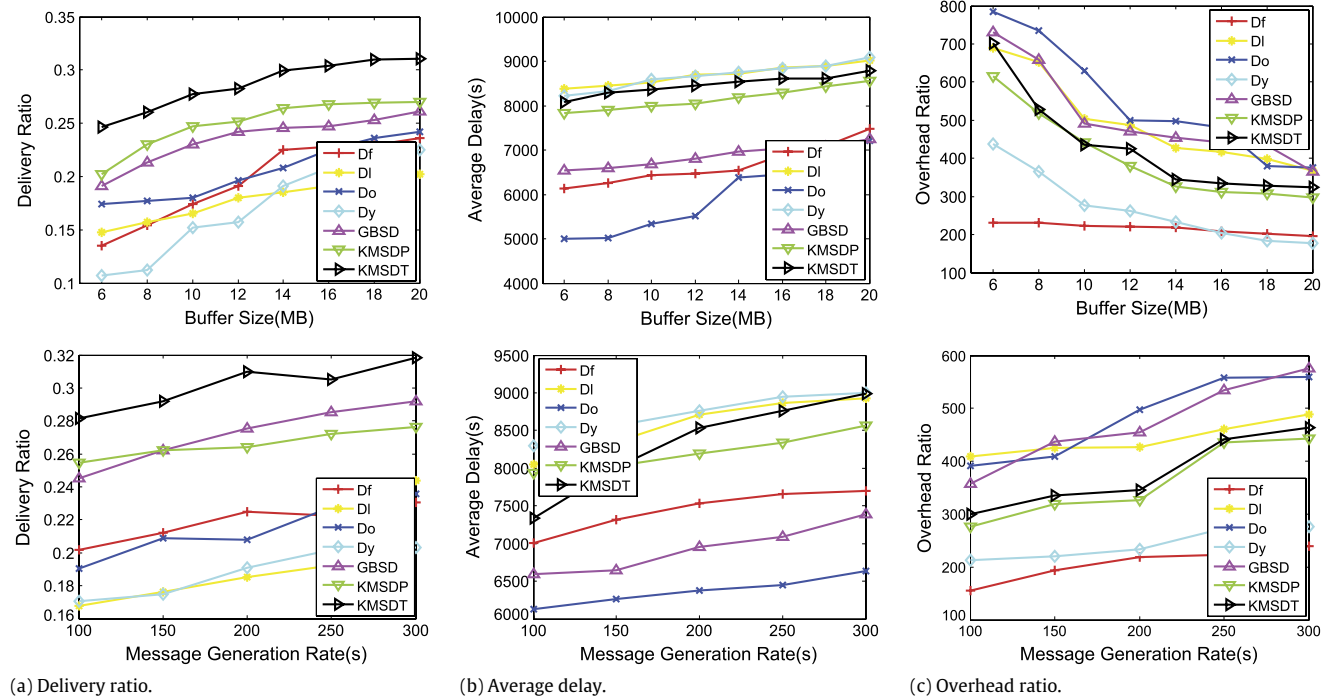 0.35
0.3
0.25
0.2
0.15
0.1
6 8 10 12 14 16 18 20
Delivery Ratio
Buffer Size(MB)
Df
Dl
Do
Dy
GBSD
KMSDP
KMSDT
10000
9000
8000
7000
6000
5000
4000
6 8 10 12 14 16 18 20
Average Delay(s)
Buffer Size(MB)
Df
Dl
Do
Dy
GBSD
KMSDP
KMSDT
800
700
600
500
400
300
200
100
6 8 10 12 14 16 18 20
Overhead Ratio
Buffer Size(MB)
Df
Dl
Do
Dy
GBSD
KMSDP
KMSDT
0.32
0.3
0.28
0.26
0.24
0.22
0.2
0.18
0.16
100 150 200 250 300
Delivery Ratio
Message Generation Rate(s)
Df
Dl
Do
Dy
GBSD
KMSDP
KMSDT
9500
9000
8500
8000
7500
7000
6500
6000
100 150 200 250 300
Average Delay(s)
Message Generation Rate(s)
Df
Dl
Do
Dy
GBSD
KMSDP
KMSDT
600
500
400
300
200
100
100 150 200 250 300
Overhead Ratio
Message Generation Rate(s)
Df
Dl
Do
Dy
GBSD
KMSDP
KMSDT
(a) Delivery ratio.
(b) Average delay.
(c) Overhead ratio.